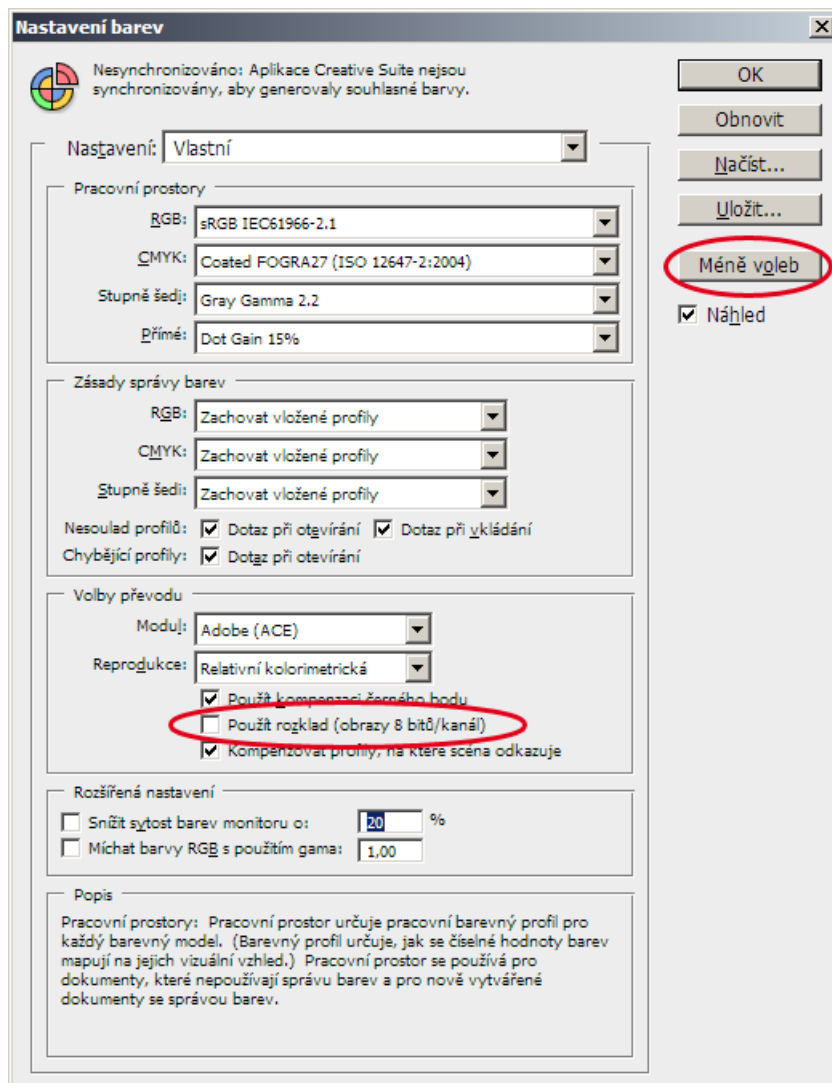 Nastavení barev
Nesynchronizováno: Aplikace Creative Suite nejsou
synchronizovány, aby generovaly souhlasné barvy.
OK
Obnovit
Načíst...
Uložit...
Méně voleb
Náhled
Nastavení: Vlastní
Pracovní prostory
RGB: sRGB IEC61966-2.1
CMYK: Coated FOGRA27 (ISO 12647-2:2004)
Stupně šedi: Gray Gamma 2.2
Přímé: Dot Gain 15%
Zásady správy barev
RGB: Zachovat vložené profily
CMYK: Zachovat vložené profily
Stupně šedi: Zachovat vložené profily
Nesoulad profilů: Dotaz při otevírání Dotaz při vkládání
Chybějící profily: Dotaz při otevírání
Volby převodu
Modul: Adobe (ACE)
Reprodukce: Relativní kolorimetrická
Použít kompenzaci černého bodu
Použít rozklad (obrazy 8 bitů/kanál)
Kompenzovat profily, na které scéna odkazuje
Rozšířená nastavení
Snížit sytost barev monitoru o: 20 %
Míchat barvy RGB s použitím gama: 1,00
Popis
Pracovní prostory: Pracovní prostor určuje pracovní barevný profil pro
každý barevný model. (Barevný profil určuje, jak se číselné hodnoty barev
mapují na jejich vizuální vzhled.) Pracovní prostor se používá pro
dokumenty, které nepoužívají správu barev a pro nově vytvářené
dokumenty se správou barev.